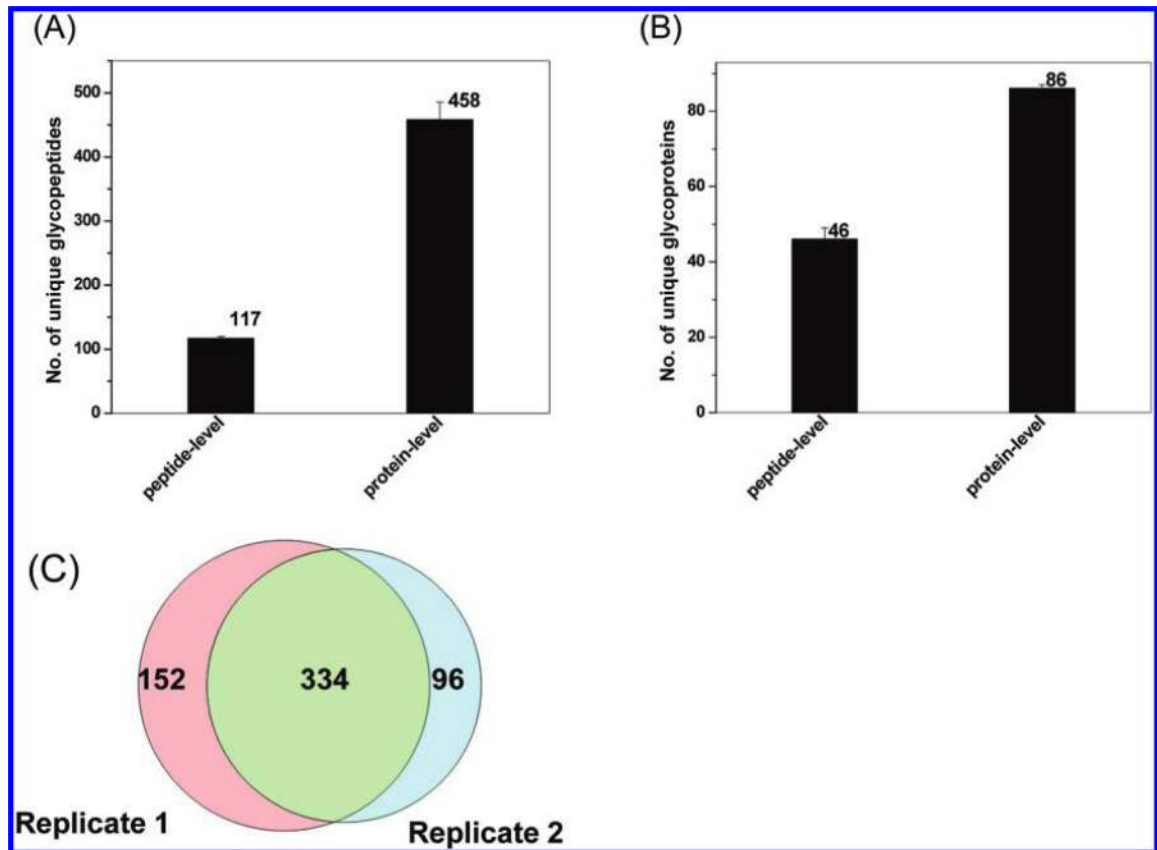 (A)
No. of unique glycopeptides
500
400
300
200
100
0
458
117
peptide-level
protein-level
(B)
No. of unique glycoproteins
80
60
40
20
0
86
46
peptide-level
protein-level
(C)
152
334
96
Replicate 1
Replicate 2